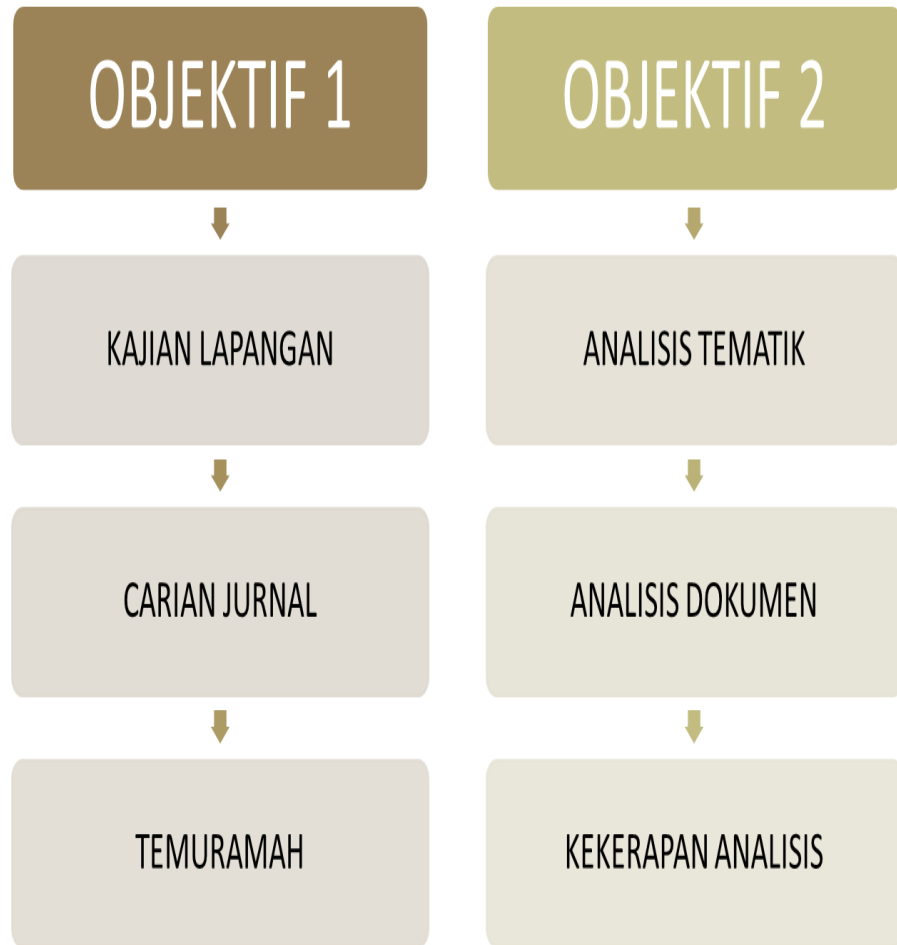 OBJEKTIF 1
KAJIAN LAPANGAN
CARIAN JURNAL
TEMURAMAH
OBJEKTIF 2
ANALISIS TEMATIK
ANALISIS DOKUMEN
KEKERAPAN ANALISIS